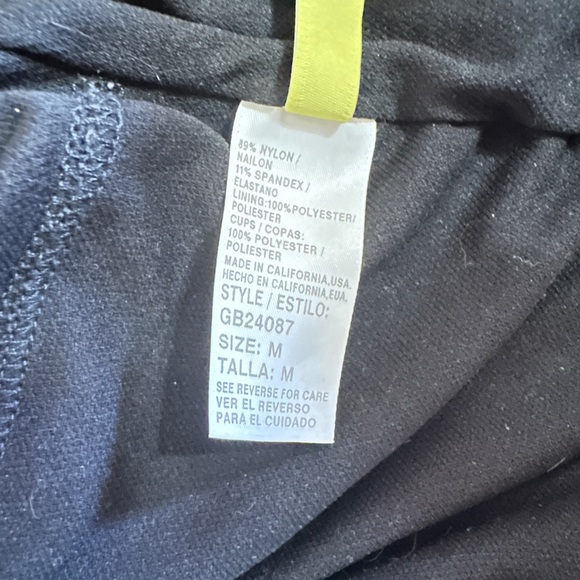 89% NYLON /
NAILON
11% SPANDEX /
ELASTANO
LINING:100%POLYESTER/
POLIESTER
CUPS / COPAS:
100% POLYESTER /
POLIESTER
MADE IN CALIFORNIA,USA.
HECHO EN CALIFORNIA,EUA.
STYLE / ESTILO:
GB24087
SIZE: M
TALLA: M
SEE REVERSE FOR CARE
VER EL REVERSO
PARA EL CUIDADO